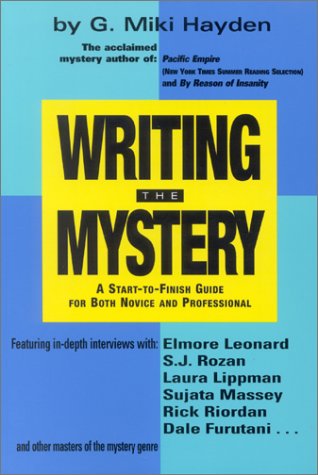 by G. Miki Hayden
The acclaimed
mystery author of:
Pacific Empire
(New York Times Summer Reading Selection)
and By Reason of Insanity
WRITING
THE
MYSTERY
A Start-to-Finish Guide
for Both Novice and Professional
Featuring in-depth interviews with:
Elmore Leonard
S.J. Rozan
Laura Lippman
Sujata Massey
Rick Riordan
Dale Furutani . . .
and other masters of the mystery genre